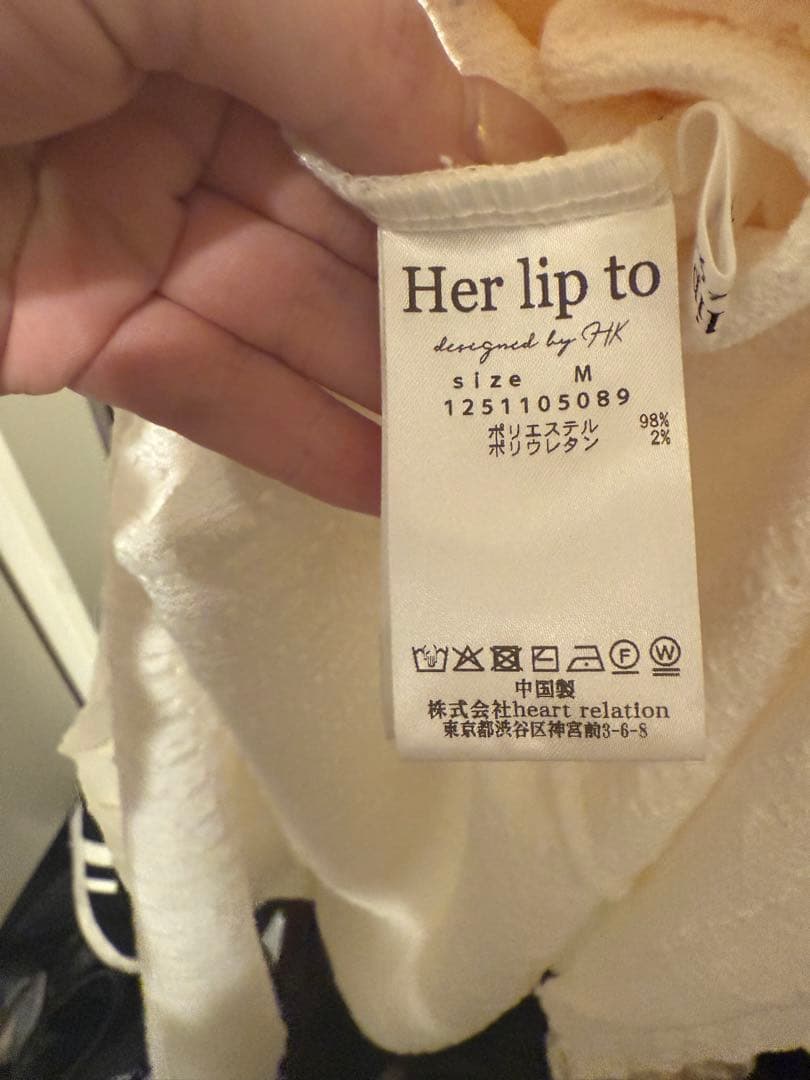 Her lip to
designed by HK
size M
1251105089
ポリエステル 98%
ポリウレタン 2%
F W
中国製
株式会社heart relation
東京都渋谷区神宮前3-6-8